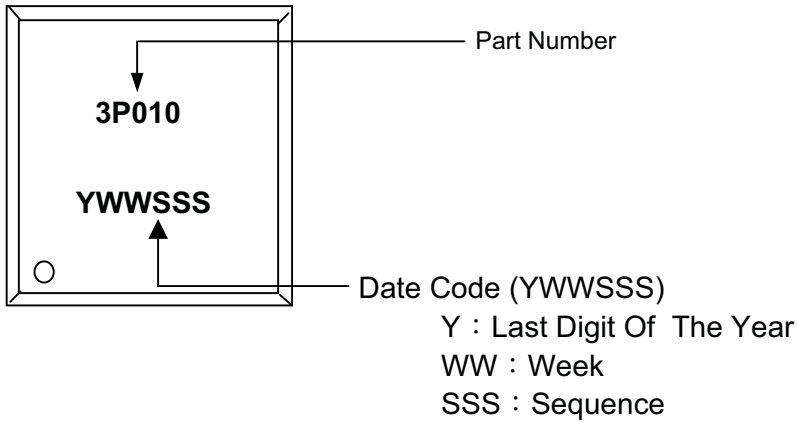 Part Number
3P010
YWWSSS
Date Code (YWWSSS)
Y：Last Digit Of The Year
WW：Week
SSS：Sequence